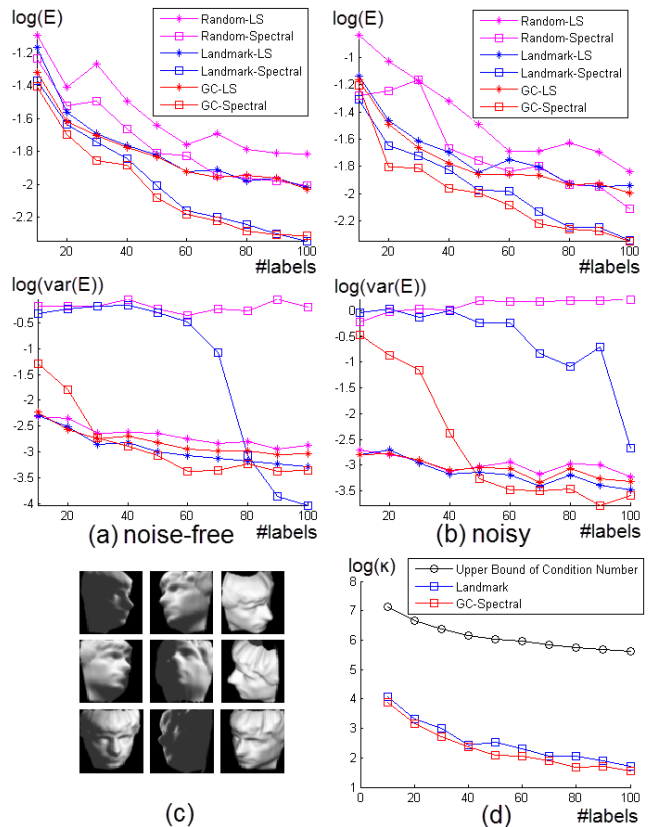 log(E)
Random-LS
Random-Spectral
Landmark-LS
Landmark-Spectral
GC-LS
GC-Spectral
-1.2
-1.4
-1.6
-1.8
-2
-2.2
20 40 60 80 100
#labels
log(E)
Random-LS
Random-Spectral
Landmark-LS
Landmark-Spectral
GC-LS
GC-Spectral
-1
-1.2
-1.4
-1.6
-1.8
-2
-2.2
20 40 60 80 100
#labels
log(var(E))
-0.5
-1
-1.5
-2
-2.5
-3
-3.5
-4
20 40 60 80 100
#labels
(a) noise-free
log(var(E))
0
-0.5
-1
-1.5
-2
-2.5
-3
-3.5
20 40 60 80 100
#labels
(b) noisy
(c)
log(κ)
Upper Bound of Condition Number
Landmark
GC-Spectral
7
6
5
4
3
2
1
0 20 40 60 80 100
#labels
(d)